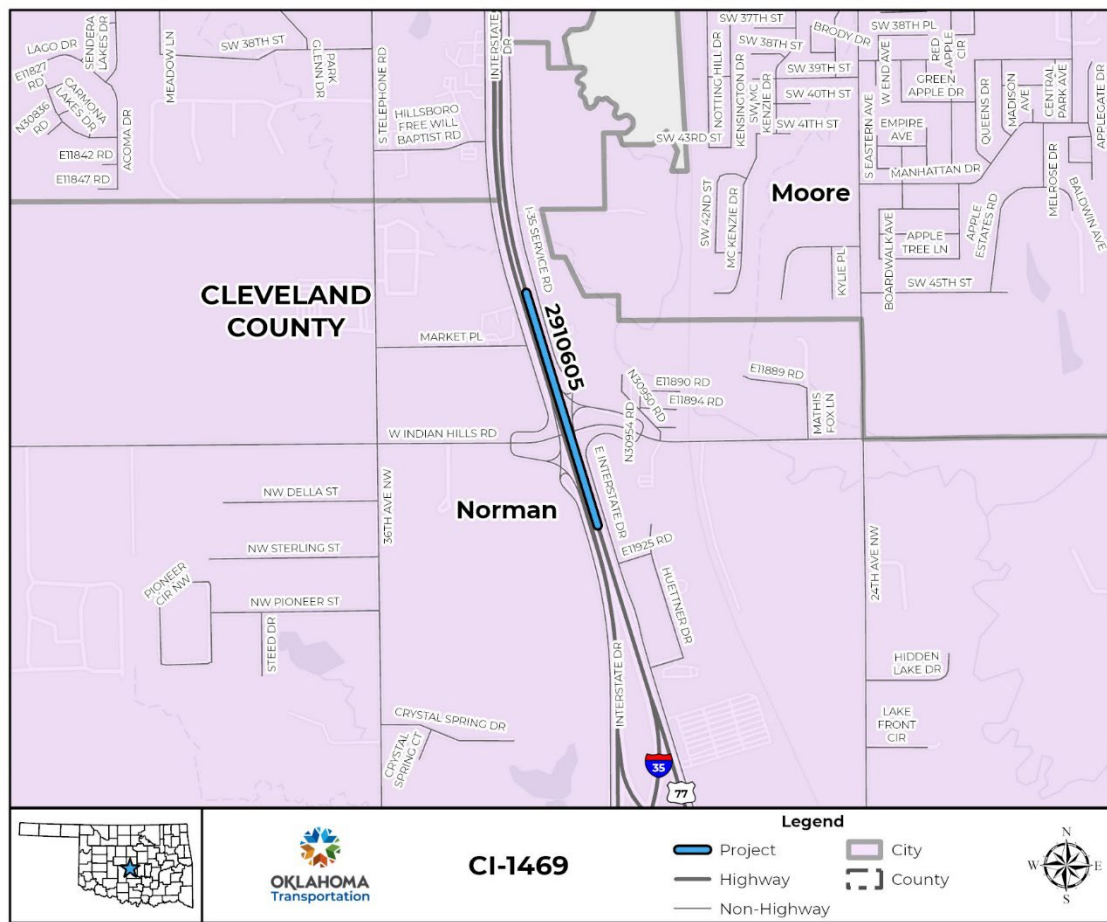 LAGO DR
SENDERA
LAKES DR
MEADOW LN
SW 38TH ST
GLENN DR
PARK
S TELEPHONE RD
INTERSTATE
DR
SW 37TH ST
SW 38TH ST
BRODY DR
SW 38TH PL
W END AVE
RED
APPLE
CIR
E11827
RD
N30836
RD
CARMONA
LAKES DR
ACOMA DR
HILLSBORO
FREE WILL
BAPTIST RD
NOTTING HILL DR
KENSINGTON DR
SW MC
KENZIE DR
SW 39TH ST
SW 40TH ST
SW 41TH ST
SW 43RD ST
GREEN
APPLE DR
S EASTERN AVE
EMPIRE
AVE
QUEENS DR
MADISON
AVE
CENTRAL
PARK AVE
APPLEGATE DR
E11842 RD
E11847 RD
MANHATTAN DR
SW 42ND ST
MC KENZIE DR
Moore
MELROSE DR
BALDWIN AVE
I-35 SERVICE RD
BOARDWALK AVE
APPLE
TREE LN
APPLE
ESTATES RD
KYLIE PL
SW 45TH ST
CLEVELAND
COUNTY
2910605
MARKET PL
E11890 RD
E11894 RD
N30950 RD
N30954 RD
E11889 RD
MATHIS
FOX LN
W INDIAN HILLS RD
E INTERSTATE DR
NW DELLA ST
36TH AVE NW
Norman
NW STERLING ST
E11925 RD
HUETTNER DR
24TH AVE NW
PIONEER
CIR NW
NW PIONEER ST
STEED DR
INTERSTATE DR
HIDDEN
LAKE DR
CRYSTAL SPRING DR
CRYSTAL
SPRING CT
LAKE
FRONT
CIR
35
77
OKLAHOMA
Transportation
CI-1469
Legend
Project
City
Highway
County
Non-Highway
N
W
E
S